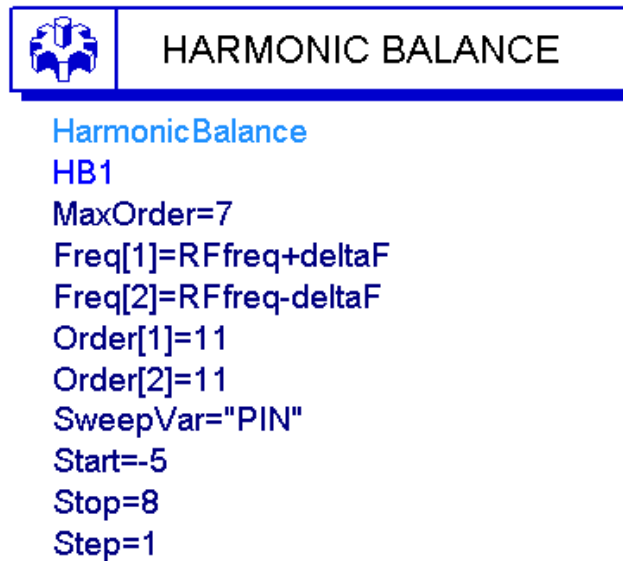 HARMONIC BALANCE
HarmonicBalance
HB1
MaxOrder=7
Freq[1]=RFfreq+deltaF
Freq[2]=RFfreq-deltaF
Order[1]=11
Order[2]=11
SweepVar="PIN"
Start=-5
Stop=8
Step=1